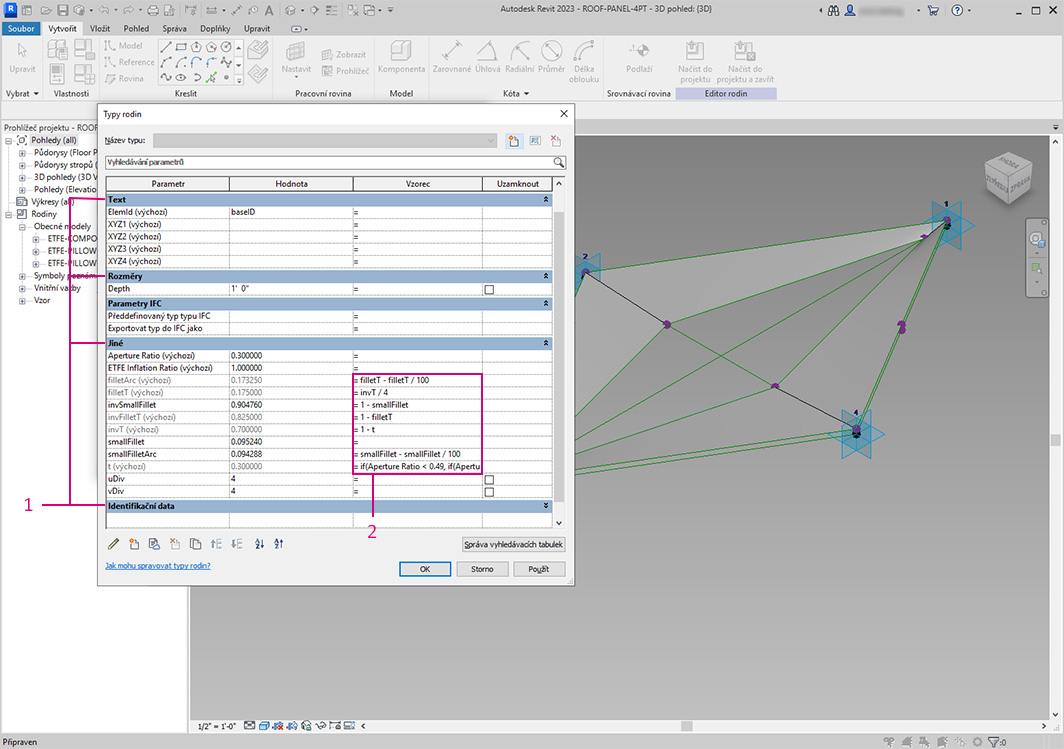 Autodesk Revit 2023 - ROOF-PANEL-4PT - 3D pohled: {3D}
Soubor Vytvořit Vložit Pohled Správa Doplňky Upravit
Upravit
Model
Reference
Rovina
Nastavit
Zobrazit
Prohlížeč
Komponenta
Zarovnané Úhlová Radiální Průměr Délka oblouku
Podlaží
Načíst do projektu
Načíst do projektu a zavřít
Vybrat Vlastnosti Kreslit Pracovní rovina Model Kóta Srovnávací rovina Editor rodin
Prohlížeč projektu - ROOF
Pohledy (all)
Půdorysy (Floor P
Půdorysy stropů (
3D pohledy (3D Vi
Pohledy (Elevatio
Výkresy (all)
Rodiny
Obecné modely
ETFE-COMPO
ETFE-PILLOW
ETFE-PILLOW
Symboly poznám
Vnitřní vazby
Vzor
Typy rodin
Název typu:
Vyhledávání parametrů
Parametr Hodnota Vzorec Uzamknout
Text
ElemId (výchozí) baseID =
XYZ1 (výchozí) =
XYZ2 (výchozí) =
XYZ3 (výchozí) =
XYZ4 (výchozí) =
Rozměry
Depth 1' 0" =
Parametry IFC
Předdefinovaný typ typu IFC =
Exportovat typ do IFC jako =
Jiné
Aperture Ratio (výchozí) 0.300000 =
ETFE Inflation Ratio (výchozí) 1.000000 =
filletArc (výchozí) 0.173250 = filletT - filletT / 100
filletT (výchozí) 0.175000 = invT / 4
invSmallFillet 0.904760 = 1 - smallFillet
invFilletT (výchozí) 0.825000 = 1 - filletT
invT (výchozí) 0.700000 = 1 - t
smallFillet 0.095240 =
smallFilletArc 0.094288 = smallFillet - smallFillet / 100
t (výchozí) 0.300000 = if(Aperture Ratio < 0.49, if(Apertu
uDiv 4 =
vDiv 4 =
Identifikační data
1
2
Správa vyhledávacích tabulek
Jak mohu spravovat typy rodin?
OK Storno Použít
1
2
4
1/2" = 1'-0"
Připraven
:0